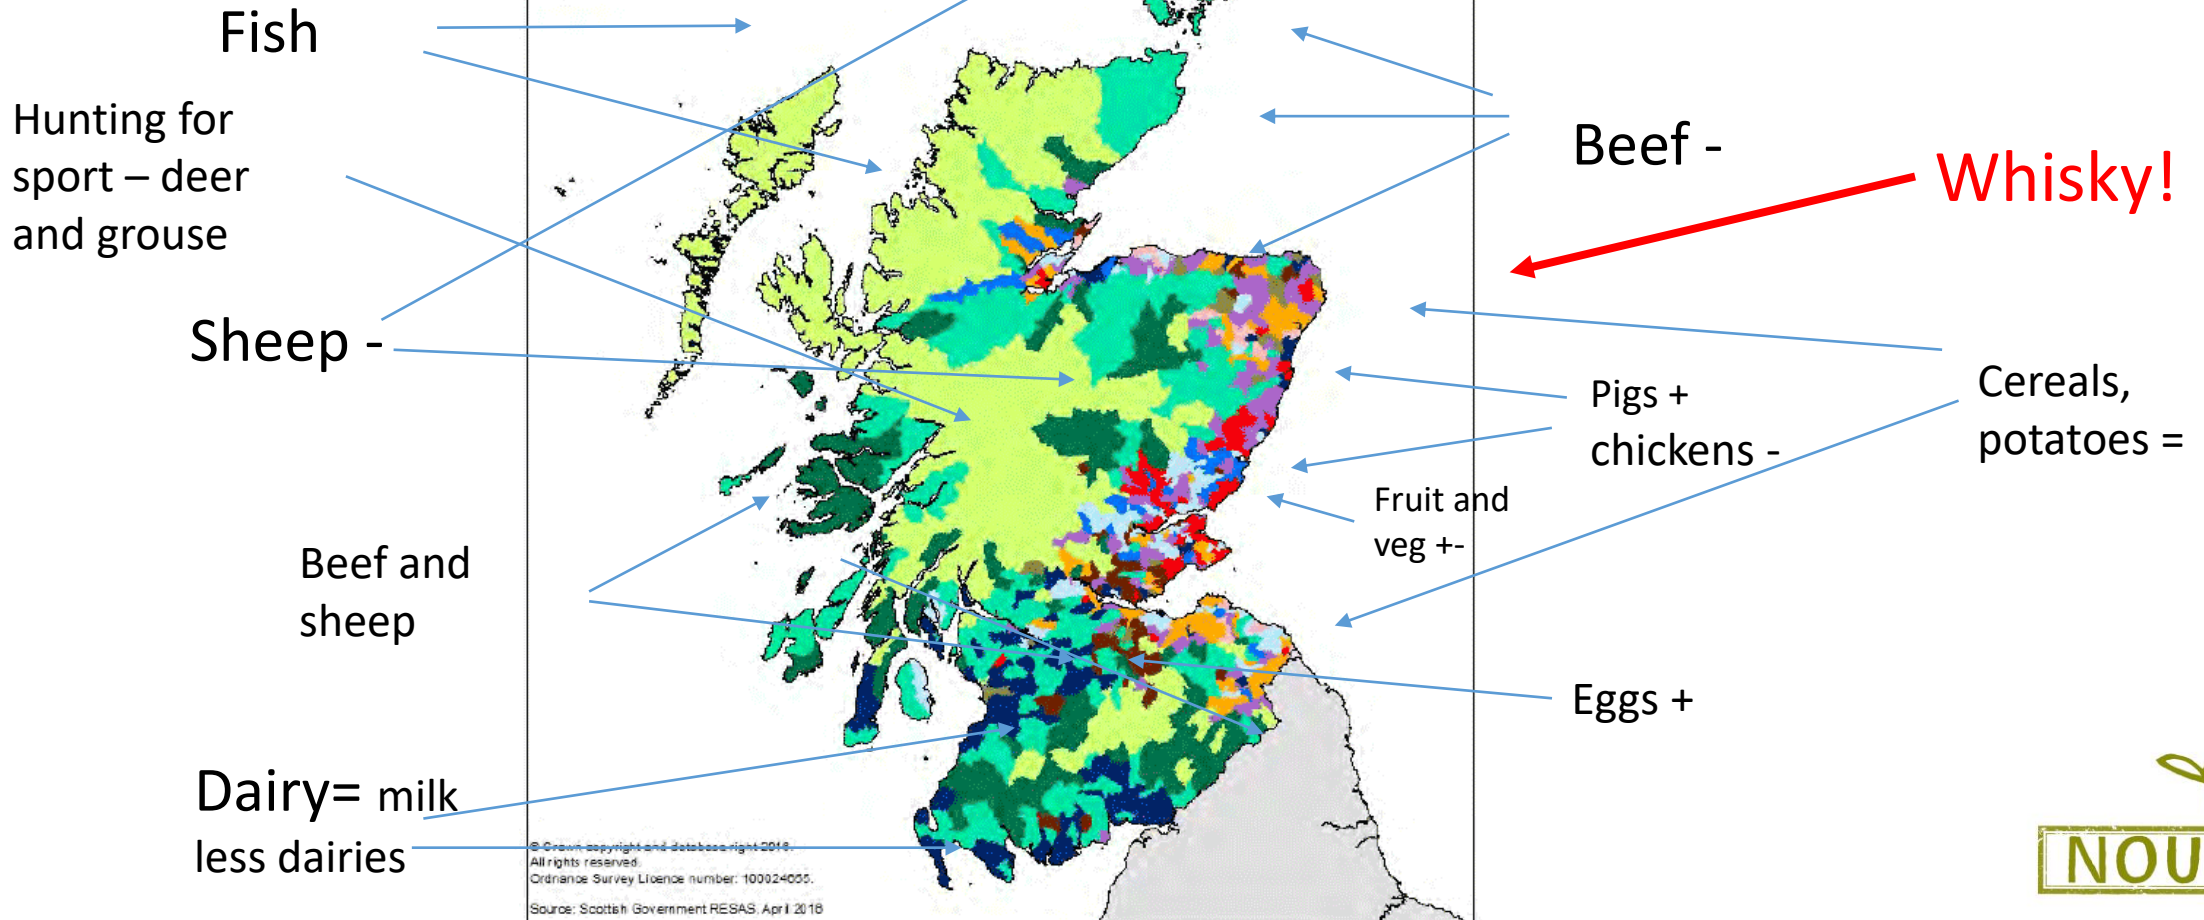 Fish
Hunting for
sport – deer
and grouse
Sheep -
Beef and
sheep
Dairy= milk
less dairies
Beef -
Whisky!
Pigs +
chickens -
Cereals,
potatoes =
Fruit and
veg +-
Eggs +
© Crown copyright and database right 2016.
All rights reserved.
Ordnance Survey Licence number: 100024655.
Source: Scottish Government RESAS. April 2016
NOU